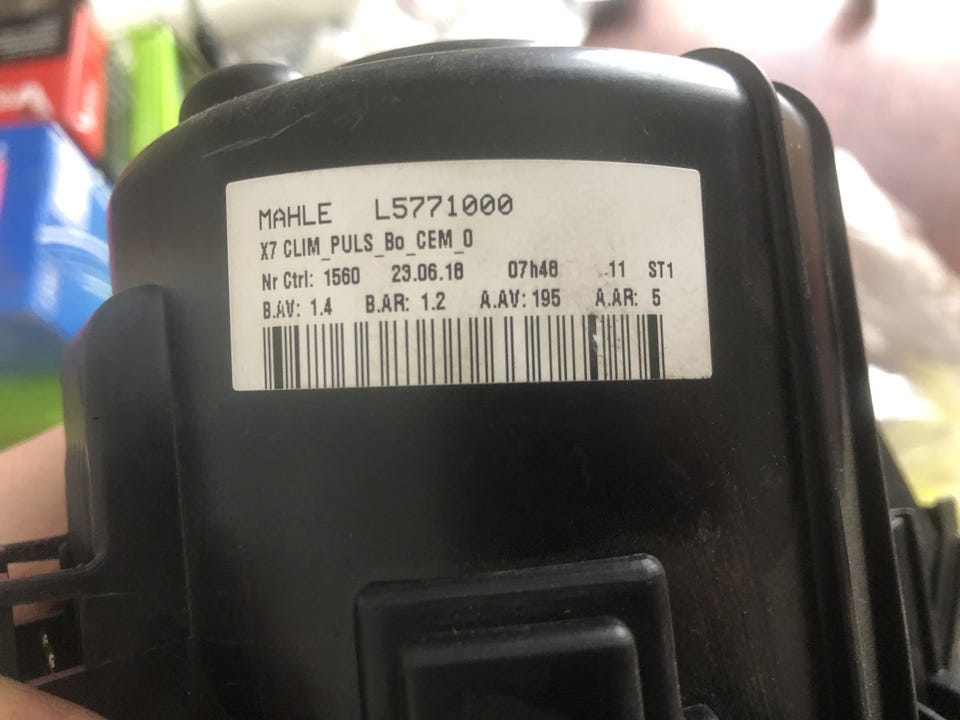 MAHLE L5771000
X7 CLIM_PULS_Bo_CEM_0
Nr Ctrl: 1560 23.06.18 07h48 11 ST1
B.AV: 1.4 B.AR: 1.2 A.AV: 195 A.AR: 5